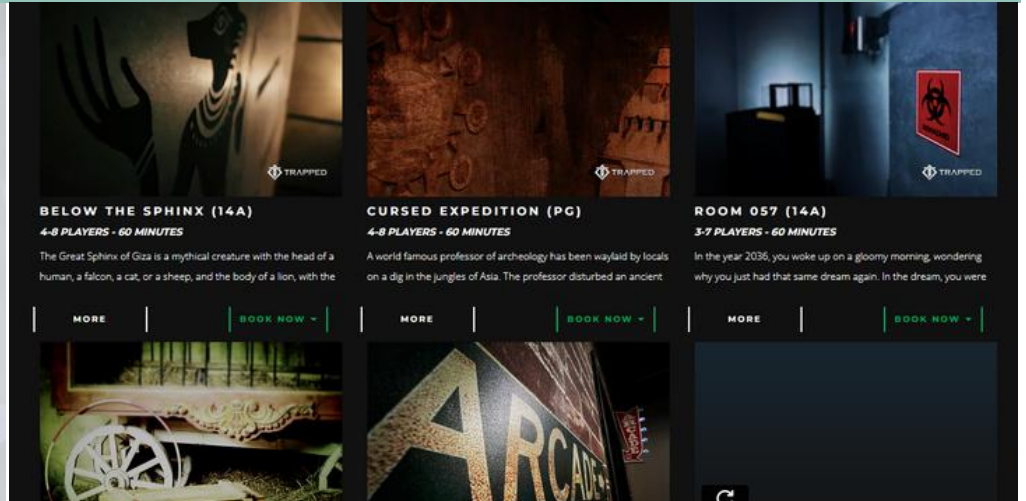 TRAPPED
TRAPPED
TRAPPED
BELOW THE SPHINX (14A)
4-8 PLAYERS - 60 MINUTES
The Great Sphinx of Giza is a mythical creature with the head of a
human, a falcon, a cat, or a sheep, and the body of a lion, with the
MORE
BOOK NOW
CURSED EXPEDITION (PG)
4-8 PLAYERS - 60 MINUTES
A world famous professor of archeology has been waylaid by locals
on a dig in the jungles of Asia. The professor disturbed an ancient
MORE
BOOK NOW
ROOM 057 (14A)
3-7 PLAYERS - 60 MINUTES
In the year 2036, you woke up on a gloomy morning, wondering
why you just had that same dream again. In the dream, you were
MORE
BOOK NOW
ARCADE